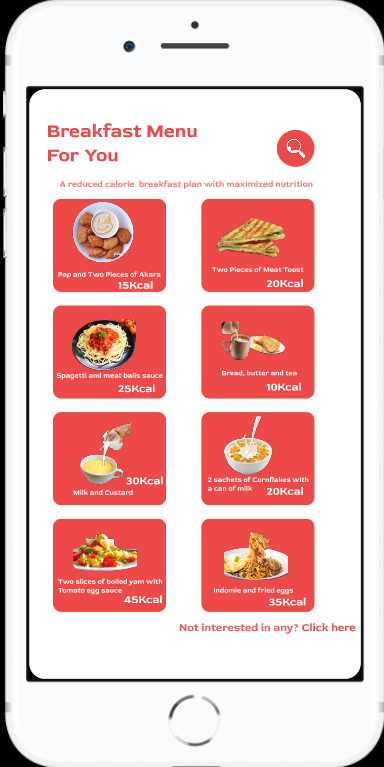 Breakfast Menu
For You
A reduced calorie breakfast plan with maximized nutrition
Pap and Two Pieces of Akara
15Kcal
Two Pieces of Meat Toast
20Kcal
Spagetti and meat balls sauce
25Kcal
Bread, butter and tea
10Kcal
30Kcal
Milk and Custard
2 sachets of Cornflakes with
a can of milk 20Kcal
Two slices of boiled yam with
Tomato egg sauce
45Kcal
Indomie and fried eggs
35Kcal
Not interested in any? Click here